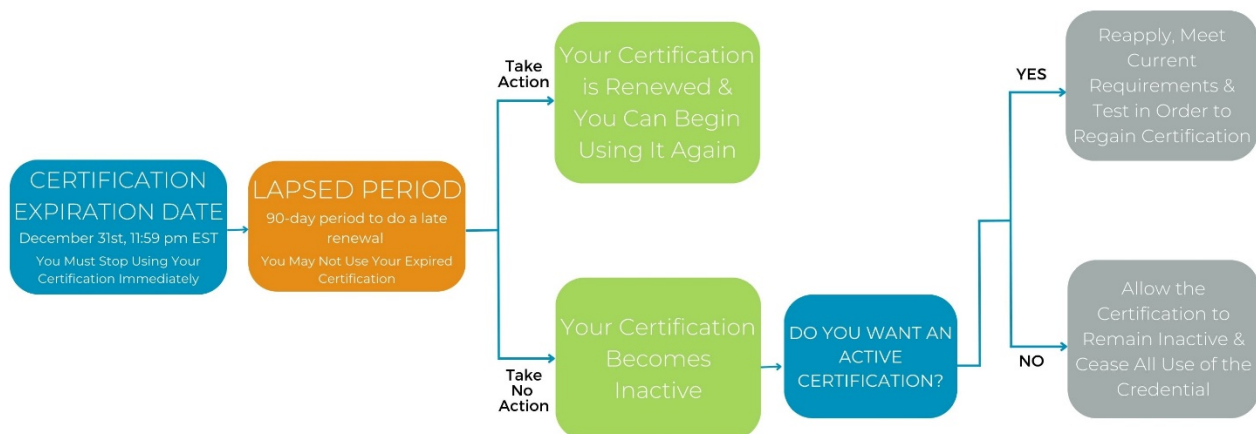 CERTIFICATION
EXPIRATION DATE
December 31st, 11:59 pm EST
You Must Stop Using Your
Certification Immediately
LAPSED PERIOD
90-day period to do a late
renewal
You May Not Use Your Expired
Certification
Take
Action
Your Certification
is Renewed &
You Can Begin
Using It Again
Take
No
Action
Your Certification
Becomes
Inactive
DO YOU WANT AN
ACTIVE
CERTIFICATION?
YES
Reapply, Meet
Current
Requirements &
Test in Order to
Regain Certification
NO
Allow the
Certification to
Remain Inactive &
Cease All Use of the
Credential